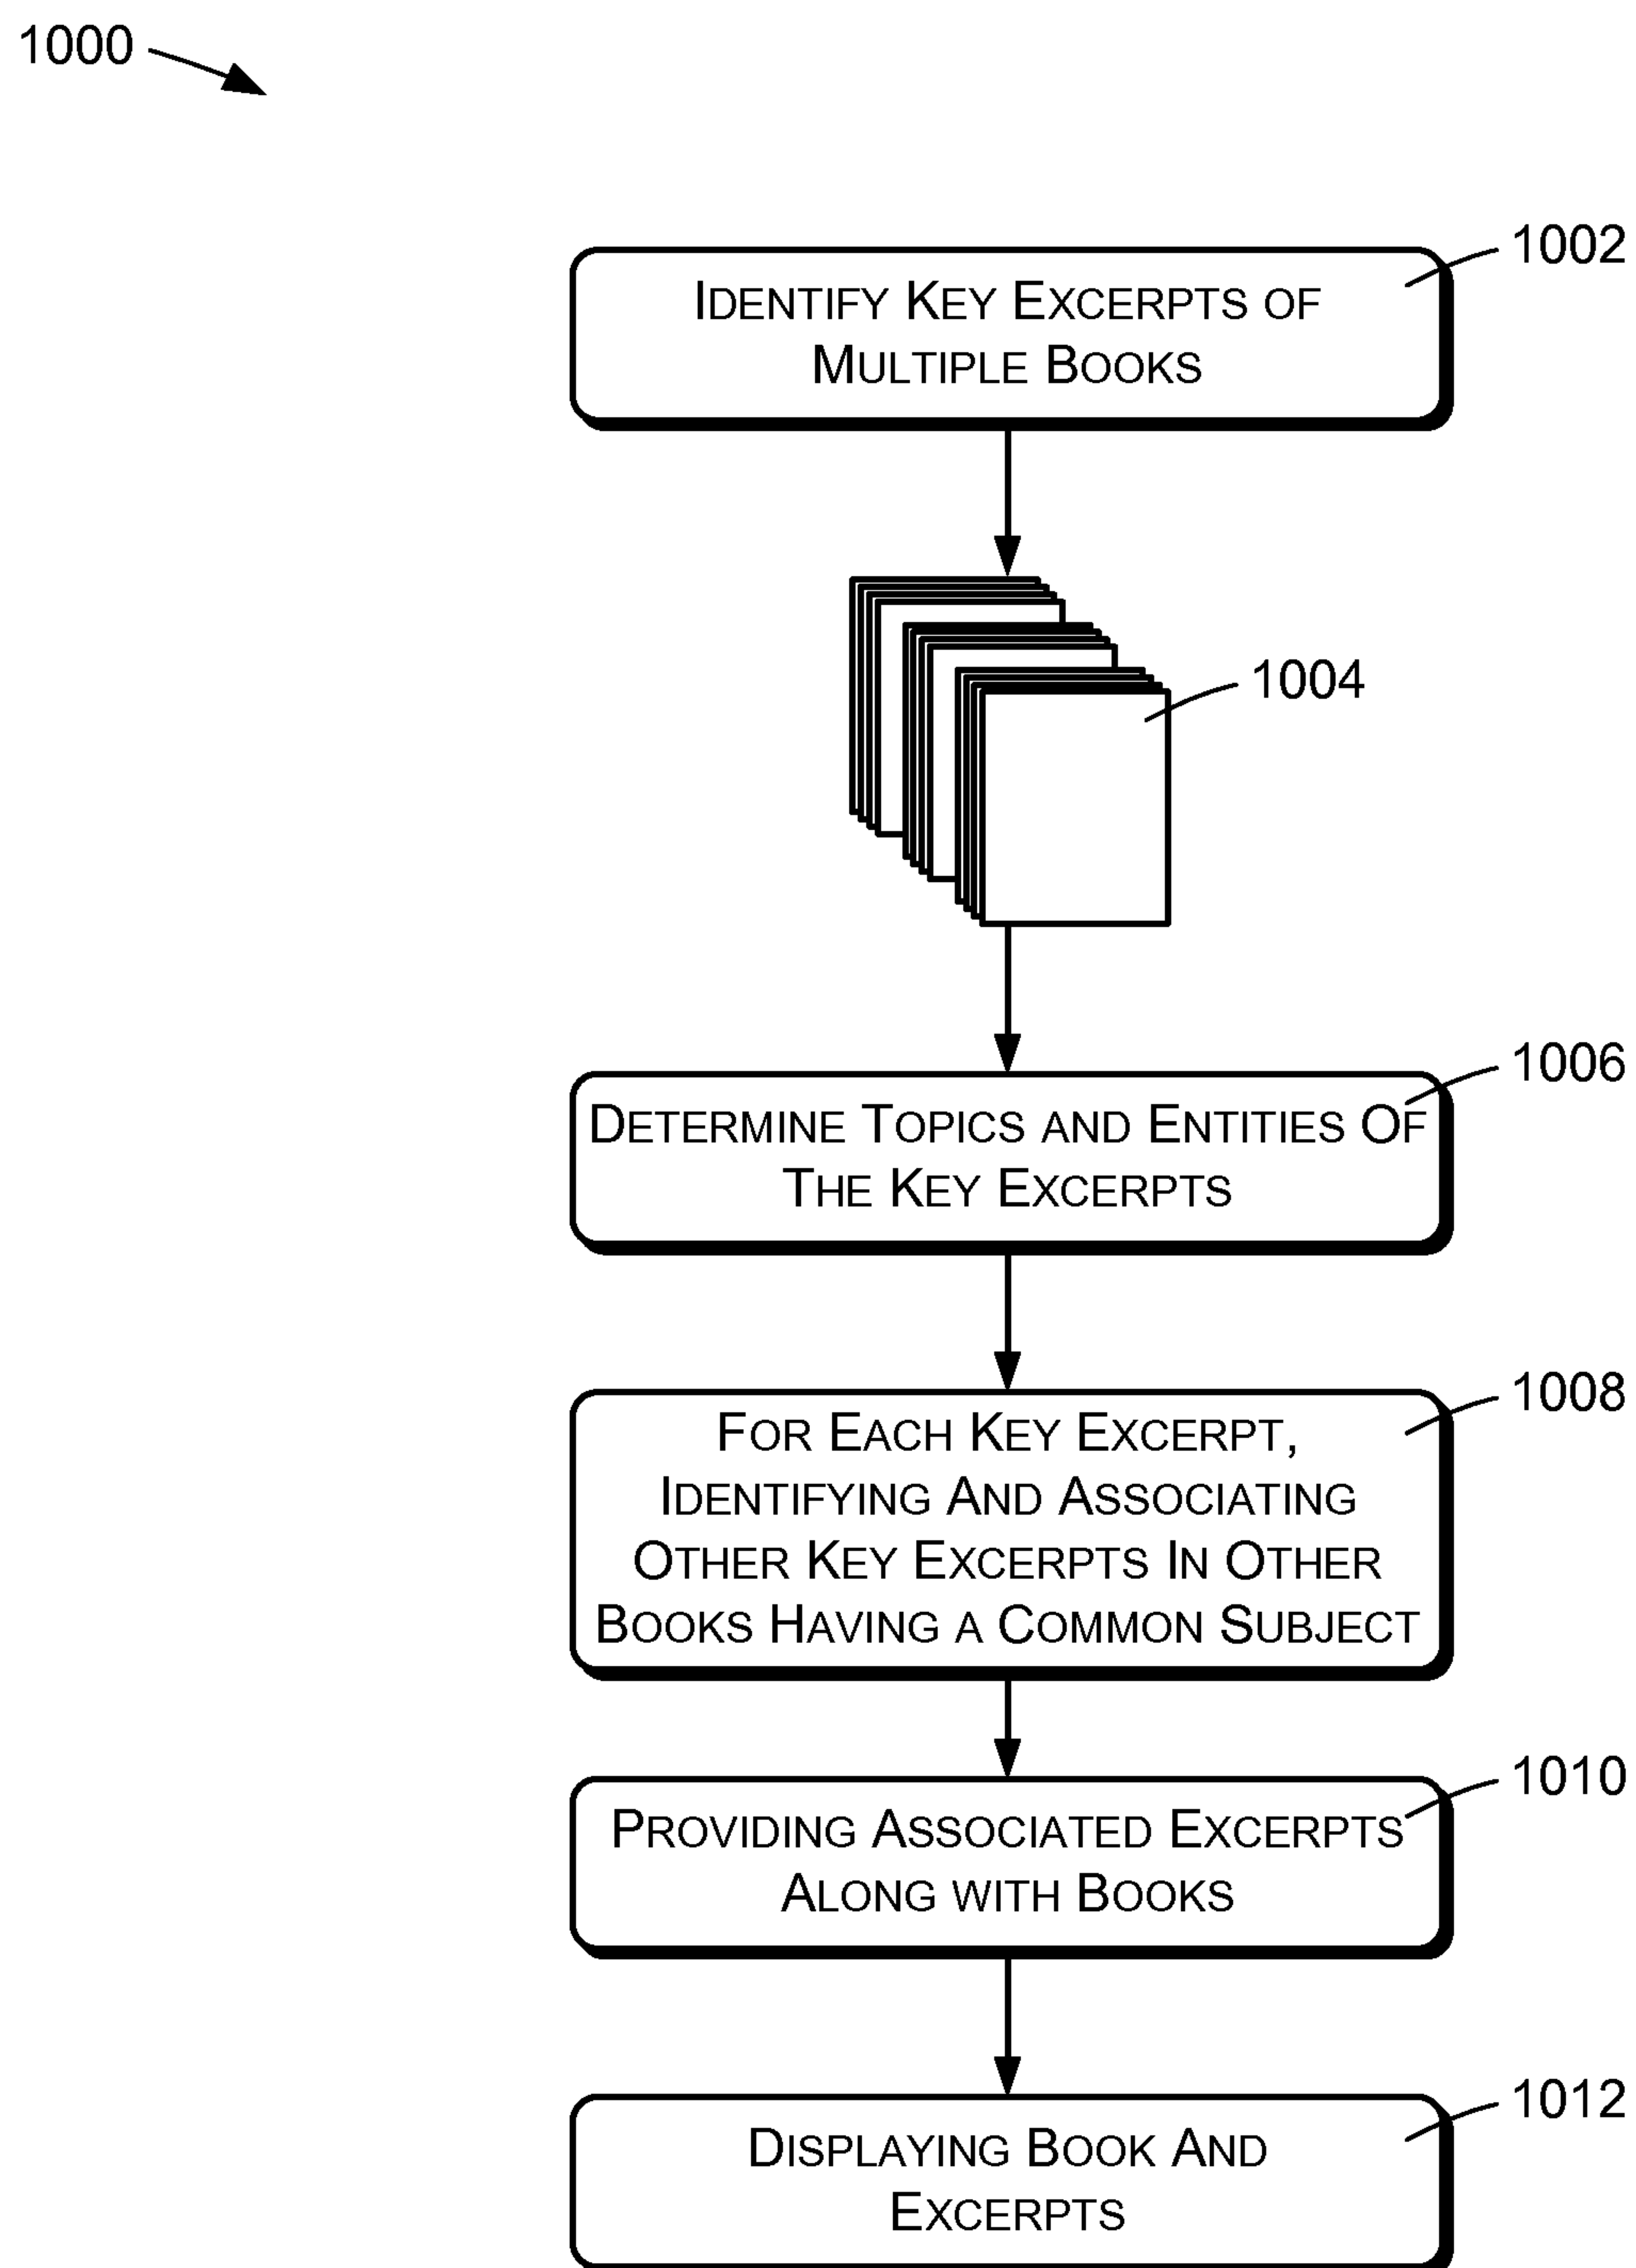 1000
1002
IDENTIFY KEY EXCERPTS OF
MULTIPLE BOOKS
1004
1006
DETERMINE TOPICS AND ENTITIES OF
THE KEY EXCERPTS
1008
FOR EACH KEY EXCERPT,
IDENTIFYING AND ASSOCIATING
OTHER KEY EXCERPTS IN OTHER
BOOKS HAVING A COMMON SUBJECT
1010
PROVIDING ASSOCIATED EXCERPTS
ALONG WITH BOOKS
1012
DISPLAYING BOOK AND
EXCERPTS